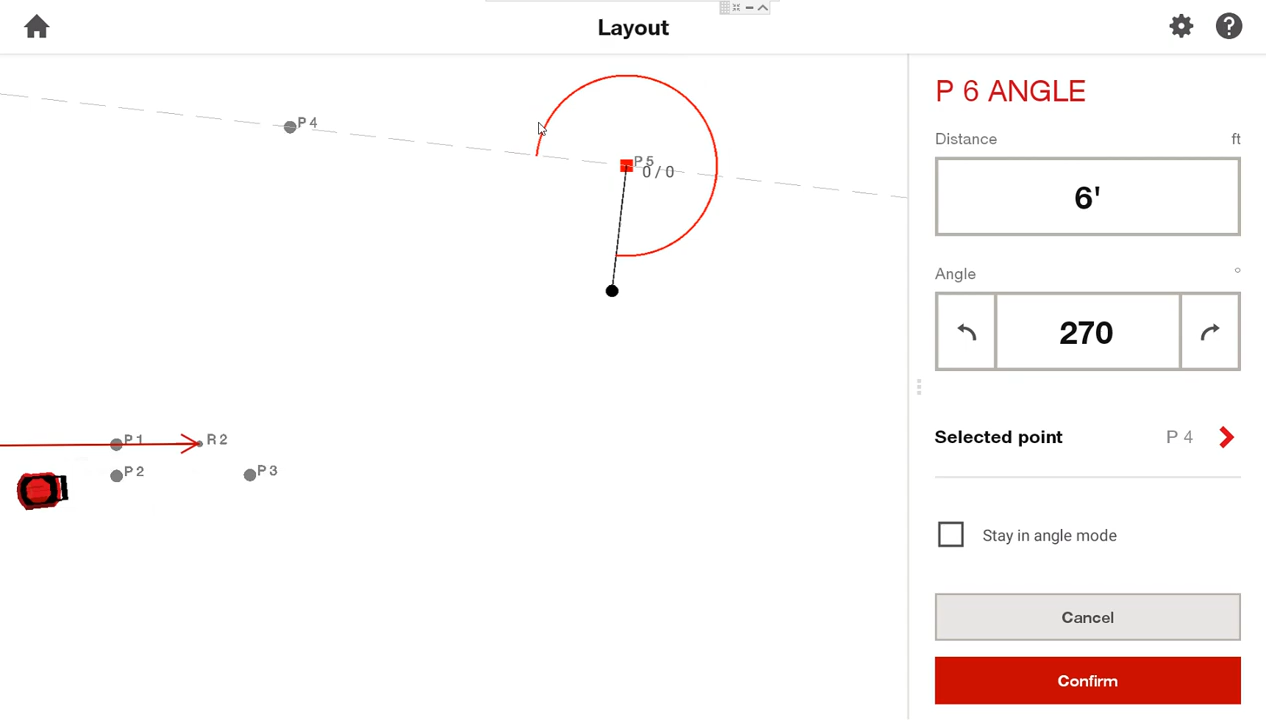 Layout
P 4
P 5
0 / 0
P 1
R 2
P 2
P 3
P 6 ANGLE
Distance ft
6'
Angle °
270
Selected point P 4
Stay in angle mode
Cancel
Confirm